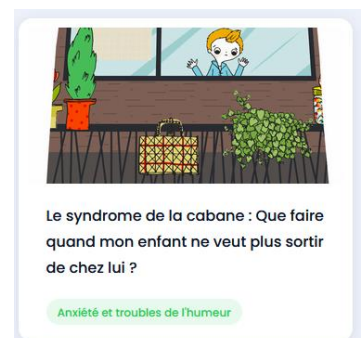 Le syndrome de la cabane : Que faire
quand mon enfant ne veut plus sortir
de chez lui ?
Anxiété et troubles de l'humeur